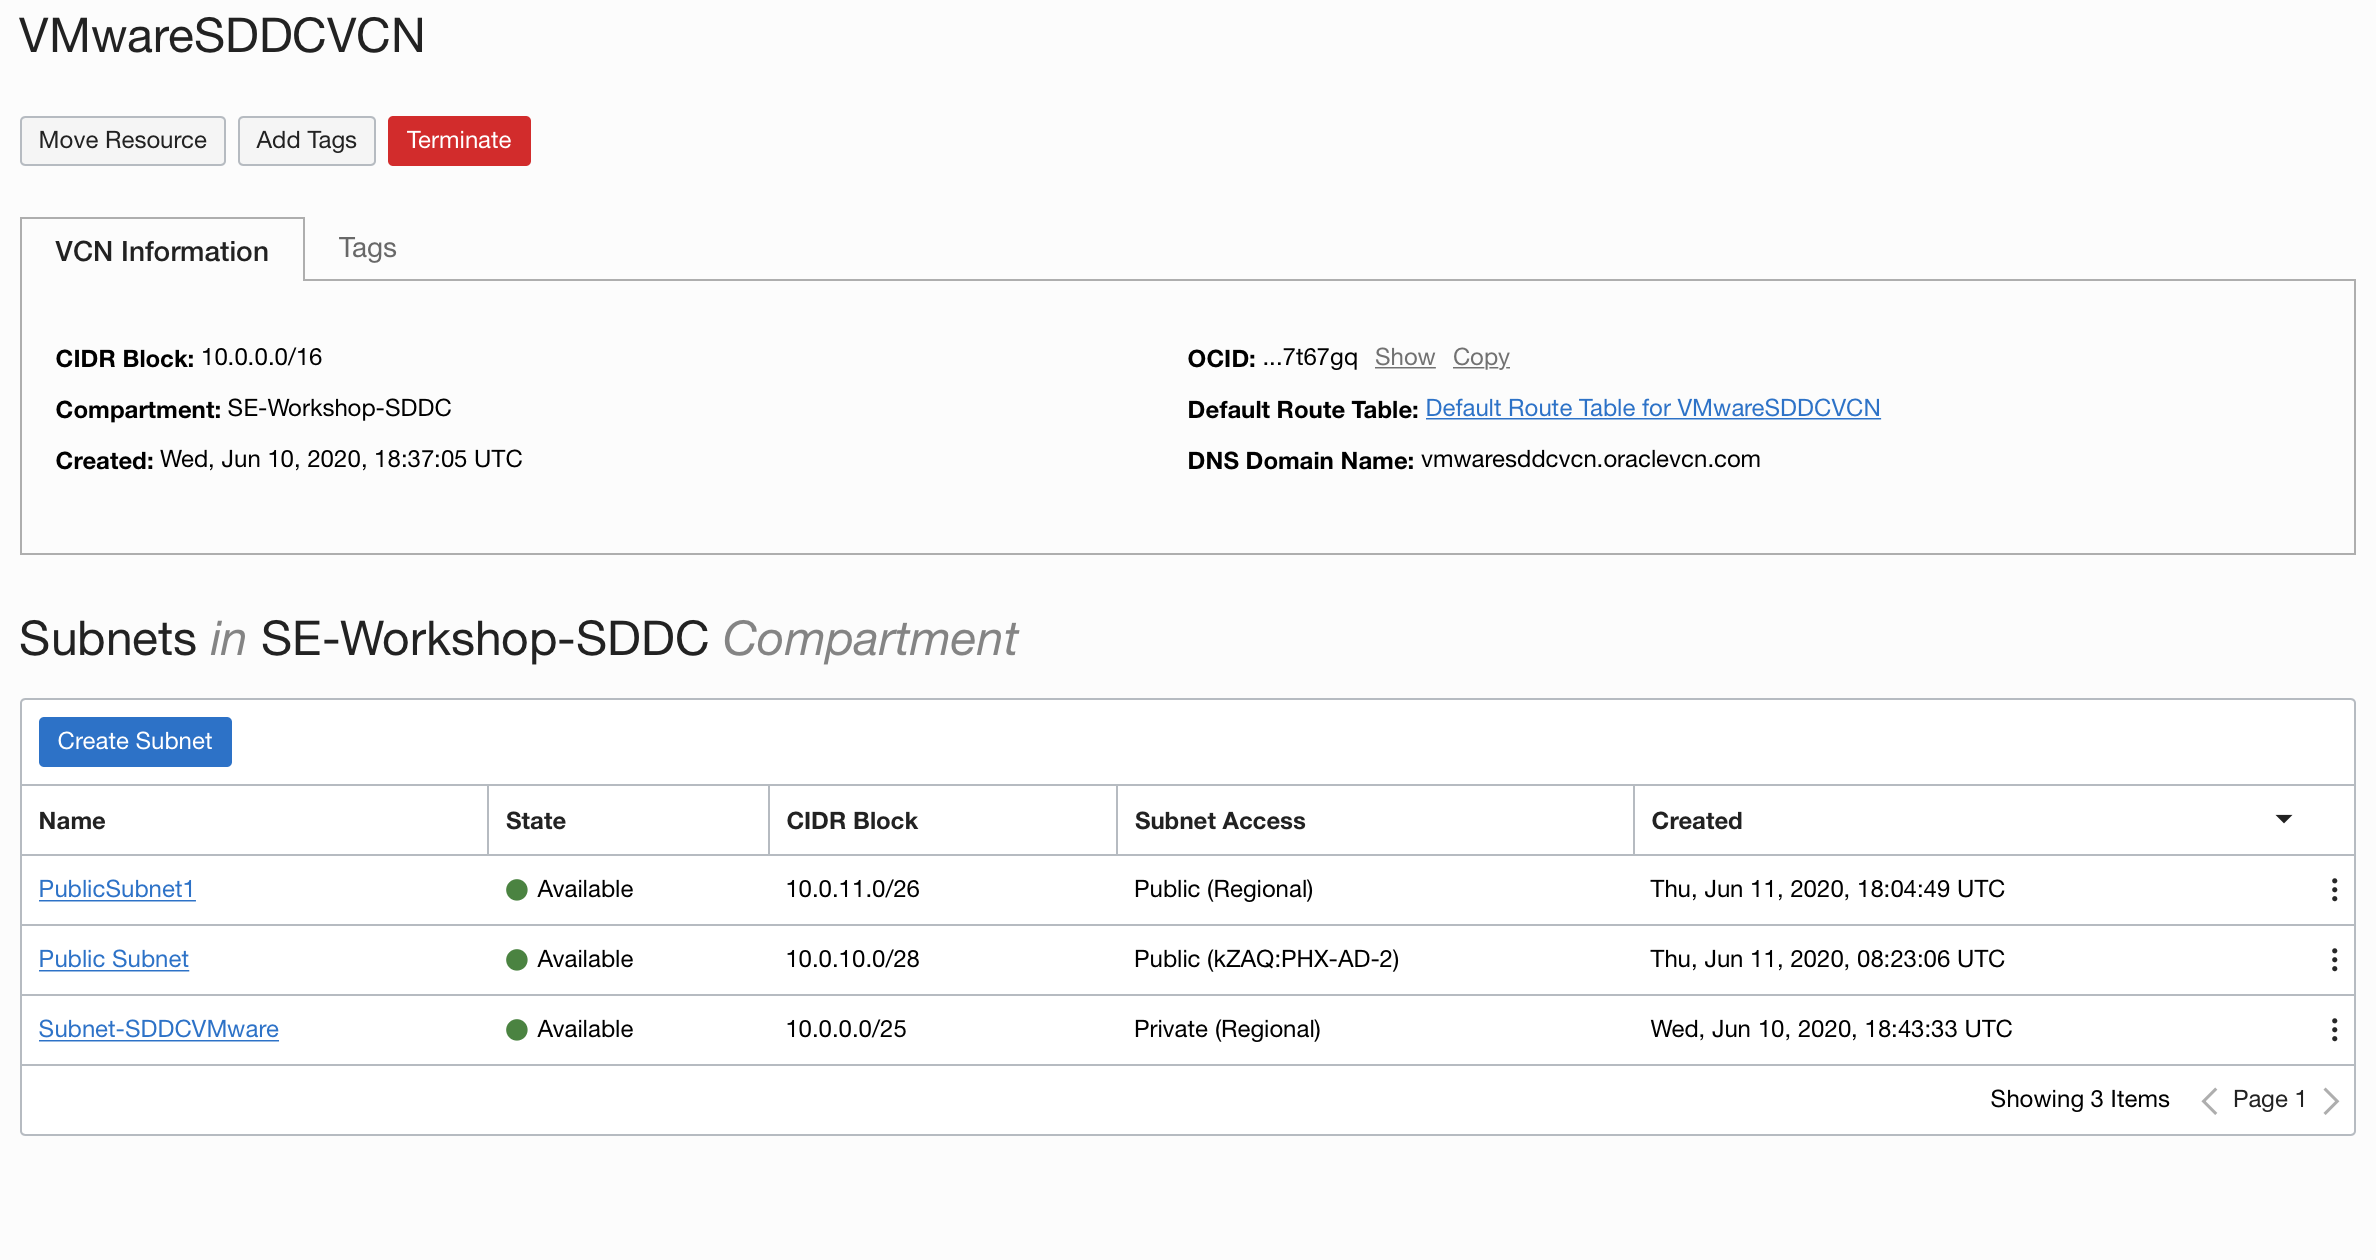 VMwareSDDCVCN
Move Resource Add Tags Terminate
VCN Information Tags
CIDR Block: 10.0.0.0/16 OCID: ...7t67gq Show Copy
Compartment: SE-Workshop-SDDC Default Route Table: Default Route Table for VMwareSDDCVCN
Created: Wed, Jun 10, 2020, 18:37:05 UTC DNS Domain Name: vmwaresddcvcn.oraclevcn.com
Subnets in SE-Workshop-SDDC Compartment
Create Subnet
Name State CIDR Block Subnet Access Created
PublicSubnet1 Available 10.0.11.0/26 Public (Regional) Thu, Jun 11, 2020, 18:04:49 UTC
Public Subnet Available 10.0.10.0/28 Public (kZAQ:PHX-AD-2) Thu, Jun 11, 2020, 08:23:06 UTC
Subnet-SDDCVMware Available 10.0.0.0/25 Private (Regional) Wed, Jun 10, 2020, 18:43:33 UTC
Showing 3 Items Page 1